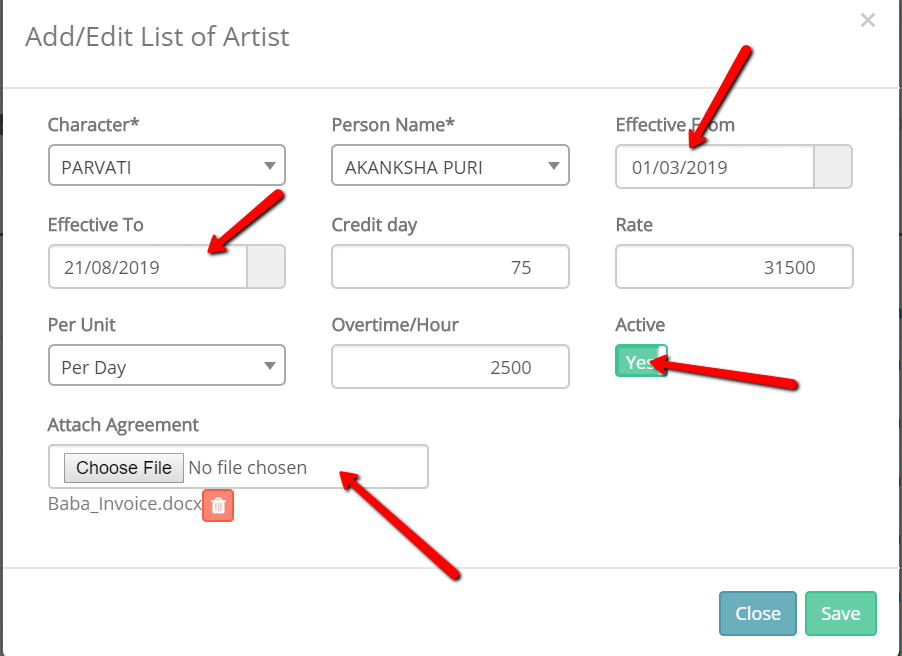 Add/Edit List of Artist
×
Character* Person Name* Effective From
PARVATI AKANKSHA PURI 01/03/2019
Effective To Credit day Rate
21/08/2019 75 31500
Per Unit Overtime/Hour Active
Per Day 2500 Yes
Attach Agreement
Choose File No file chosen
Baba_Invoice.docx
Close Save